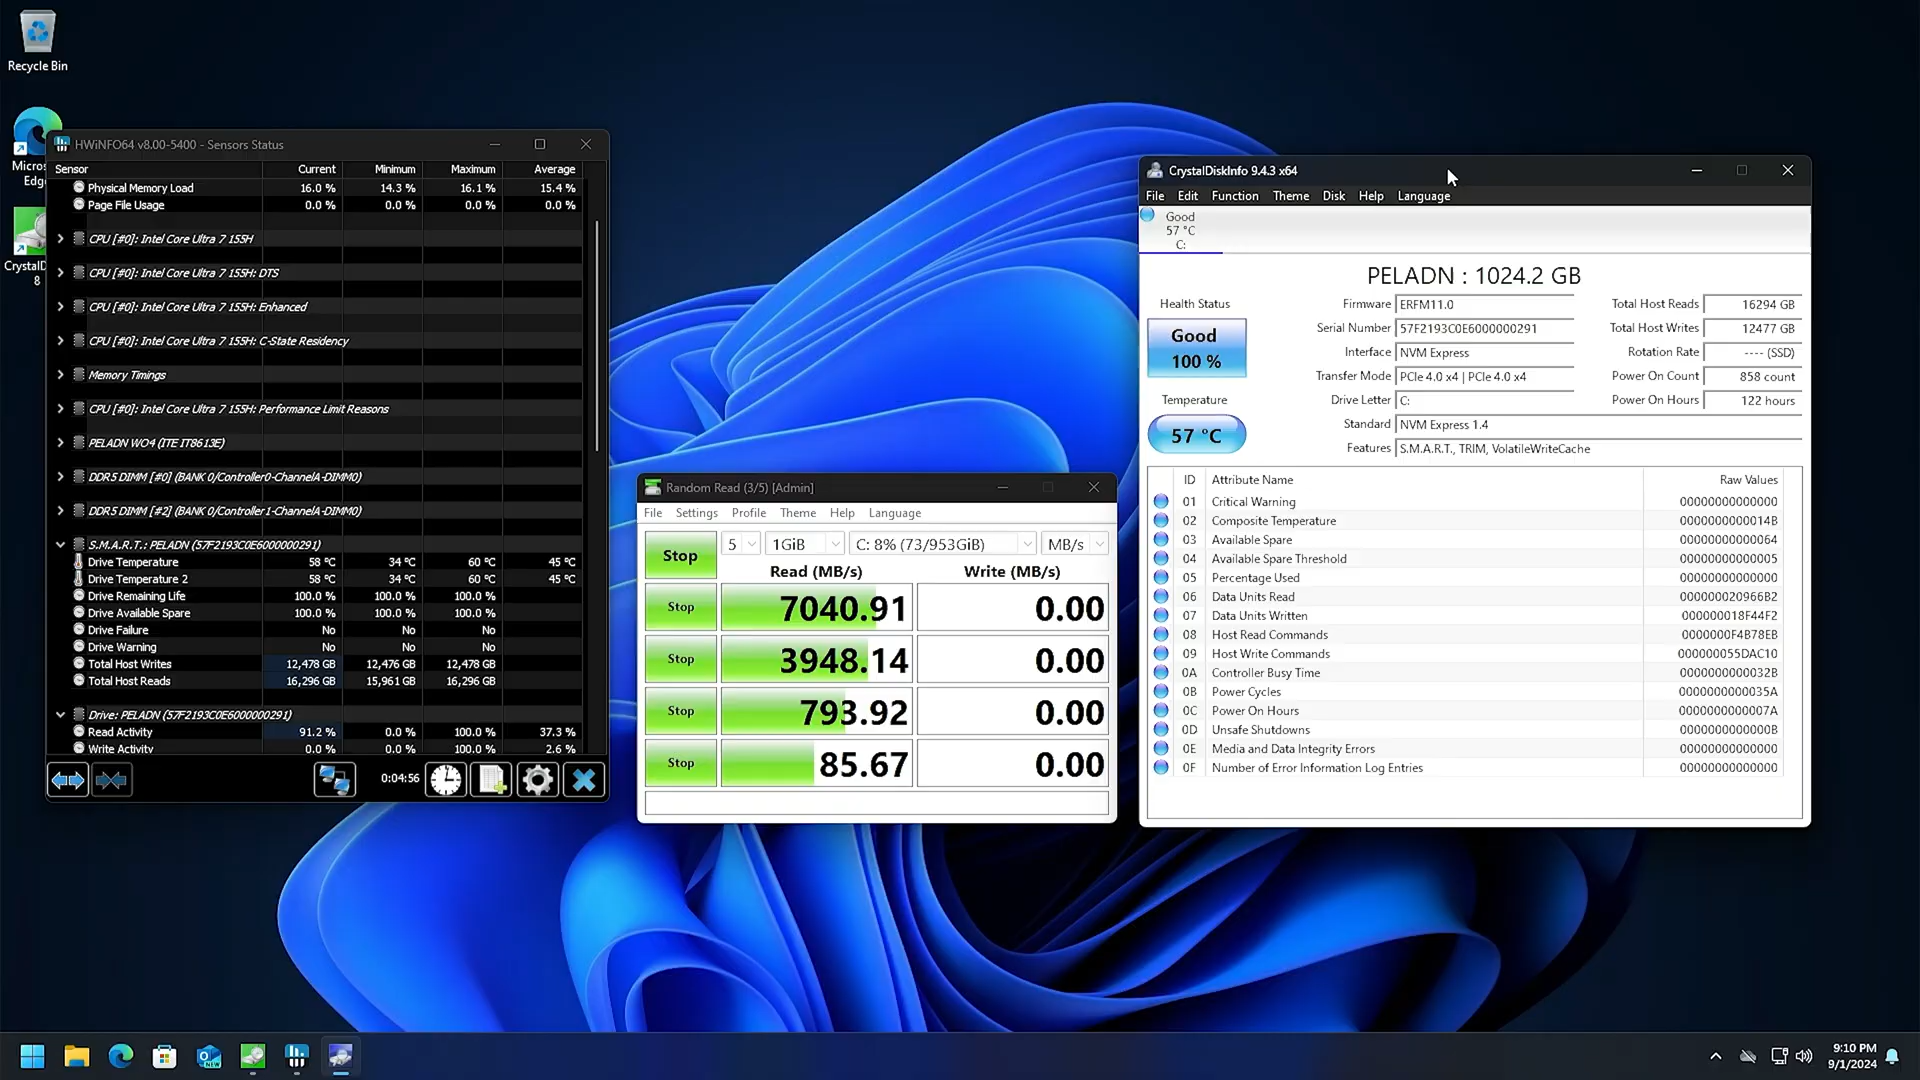 Recycle Bin
Micros
Edg
CrystalD
8
HWiNFO64 v8.00-5400 - Sensors Status
Sensor Current Minimum Maximum Average
Physical Memory Load 16.0 % 14.3 % 16.1 % 15.4 %
Page File Usage 0.0 % 0.0 % 0.0 % 0.0 %
CPU [#0]: Intel Core Ultra 7 155H
CPU [#0]: Intel Core Ultra 7 155H: DTS
CPU [#0]: Intel Core Ultra 7 155H: Enhanced
CPU [#0]: Intel Core Ultra 7 155H: C-State Residency
Memory Timings
CPU [#0]: Intel Core Ultra 7 155H: Performance Limit Reasons
PELADN WO4 (ITE IT8613E)
DDR5 DIMM [#0] (BANK 0/Controller0-ChannelA-DIMM0)
DDR5 DIMM [#2] (BANK 0/Controller1-ChannelA-DIMM0)
S.M.A.R.T.: PELADN (57F2193C0E6000000291)
Drive Temperature 58 °C 34 °C 60 °C 45 °C
Drive Temperature 2 58 °C 34 °C 60 °C 45 °C
Drive Remaining Life 100.0 % 100.0 % 100.0 %
Drive Available Spare 100.0 % 100.0 % 100.0 %
Drive Failure No No No
Drive Warning No No No
Total Host Writes 12,478 GB 12,476 GB 12,478 GB
Total Host Reads 16,296 GB 15,961 GB 16,296 GB
Drive: PELADN (57F2193C0E6000000291)
Read Activity 91.2 % 0.0 % 100.0 % 37.3 %
Write Activity 0.0 % 0.0 % 100.0 % 2.6 %
0:04:56
Random Read (3/5) [Admin]
File Settings Profile Theme Help Language
Stop 5 1GiB C: 8% (73/953GiB) MB/s
Read (MB/s) Write (MB/s)
Stop 7040.91 0.00
Stop 3948.14 0.00
Stop 793.92 0.00
Stop 85.67 0.00
CrystalDiskInfo 9.4.3 x64
File Edit Function Theme Disk Help Language
Good
57 °C
C:
PELADN : 1024.2 GB
Health Status
Good
100 %
Temperature
57 °C
Firmware ERFM11.0 Total Host Reads 16294 GB
Serial Number 57F2193C0E6000000291 Total Host Writes 12477 GB
Interface NVM Express Rotation Rate ---- (SSD)
Transfer Mode PCIe 4.0 x4 | PCIe 4.0 x4 Power On Count 858 count
Drive Letter C: Power On Hours 122 hours
Standard NVM Express 1.4
Features S.M.A.R.T., TRIM, VolatileWriteCache
ID Attribute Name Raw Values
01 Critical Warning 00000000000000
02 Composite Temperature 0000000000014B
03 Available Spare 00000000000064
04 Available Spare Threshold 00000000000005
05 Percentage Used 00000000000000
06 Data Units Read 000000020966B2
07 Data Units Written 000000018F44F2
08 Host Read Commands 0000000F4B78EB
09 Host Write Commands 000000055DAC10
0A Controller Busy Time 0000000000032B
0B Power Cycles 0000000000035A
0C Power On Hours 0000000000007A
0D Unsafe Shutdowns 0000000000000B
0E Media and Data Integrity Errors 00000000000000
0F Number of Error Information Log Entries 00000000000000
NEW
9:10 PM
9/1/2024